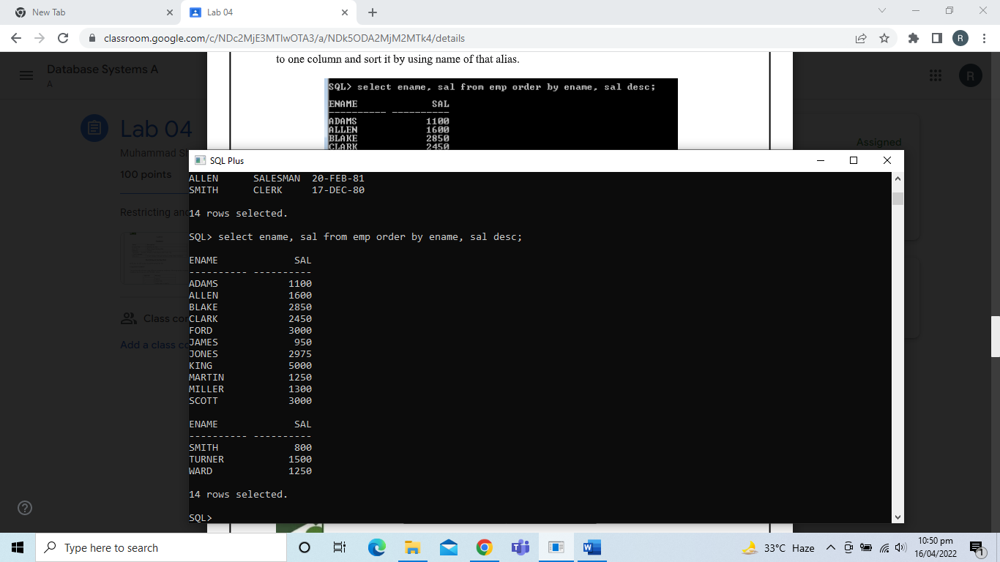 New Tab
Lab 04
classroom.google.com/c/NDc2MjE3MTIwOTA3/a/NDk5ODA2MjM2MTk4/details
R
to one column and sort it by using name of that alias.
Database Systems A
A
R
SQL> select ename, sal from emp order by ename, sal desc;
ENAME SAL
---------- ----------
ADAMS 1100
ALLEN 1600
BLAKE 2850
CLARK 2450
Lab 04
Assigned
Muhammad
100 points
Restricting
Class
Add a class
SQL Plus
ALLEN SALESMAN 20-FEB-81
SMITH CLERK 17-DEC-80
14 rows selected.
SQL> select ename, sal from emp order by ename, sal desc;
ENAME SAL
---------- ----------
ADAMS 1100
ALLEN 1600
BLAKE 2850
CLARK 2450
FORD 3000
JAMES 950
JONES 2975
KING 5000
MARTIN 1250
MILLER 1300
SCOTT 3000
ENAME SAL
---------- ----------
SMITH 800
TURNER 1500
WARD 1250
14 rows selected.
SQL>
Type here to search
33°C Haze
10:50 pm
16/04/2022
1